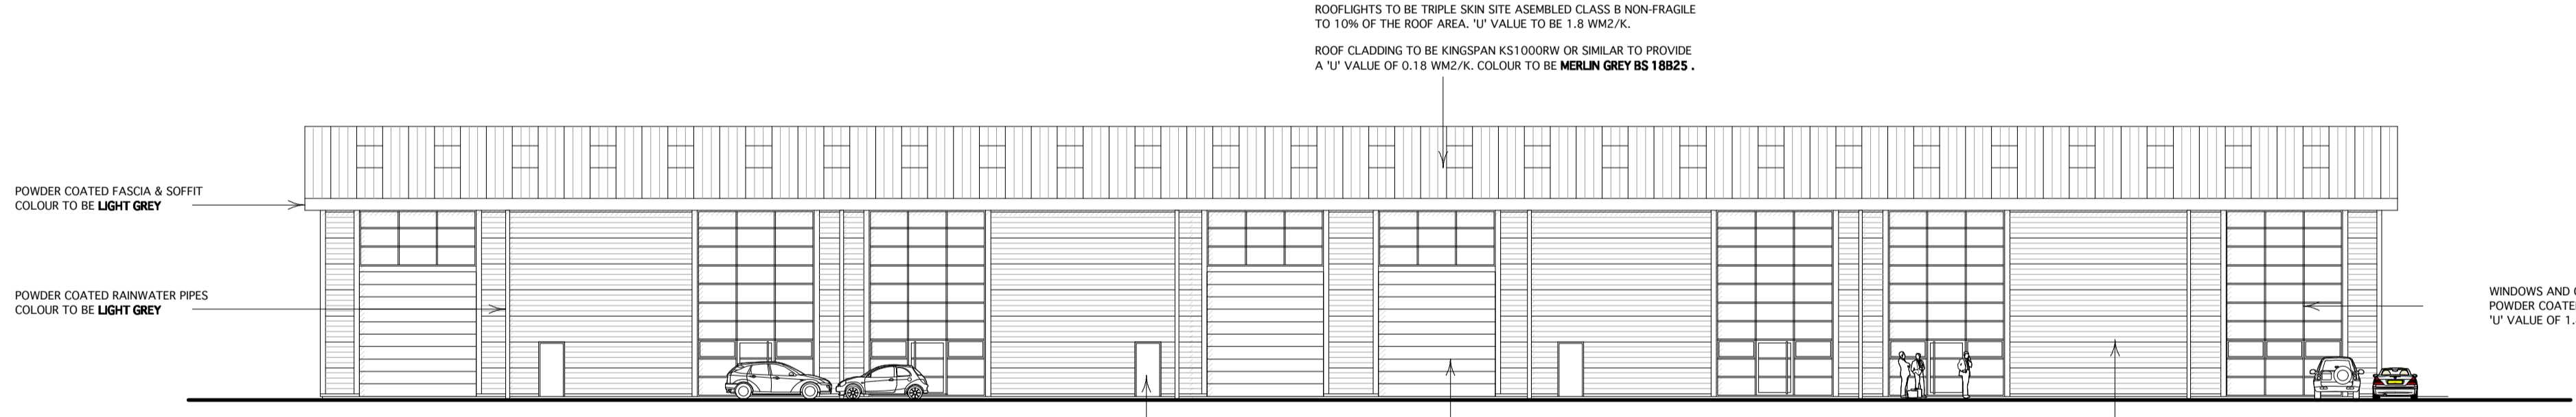 ROOFLIGHTS TO BE TRIPLE SKIN SITE ASEMBLED CLASS B NON-FRAGILE
TO 10% OF THE ROOF AREA. 'U' VALUE TO BE 1.8 WM2/K.
ROOF CLADDING TO BE KINGSPAN KS1000RW OR SIMILAR TO PROVIDE
A 'U' VALUE OF 0.18 WM2/K. COLOUR TO BE MERLIN GREY BS 18B25 .
POWDER COATED FASCIA & SOFFIT
COLOUR TO BE LIGHT GREY
POWDER COATED RAINWATER PIPES
COLOUR TO BE LIGHT GREY
WINDOWS AND
POWDER COATE
'U' VALUE OF 1.